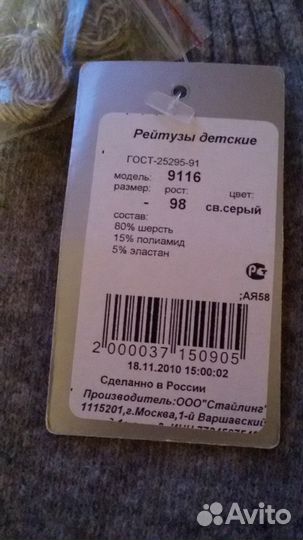 Рейтузы детские
ГОСТ-25295-91
модель: 9116
размер: рост: цвет:
- 98 св.серый
состав:
80% шерсть
15% полиамид
5% эластан
РСТ
;АЯ58
2 000037 150905
18.11.2010 15:00:02
Сделано в России
Производитель:ООО"Стайлинг"
1115201,г.Москва,1-й Варшавский
Avito